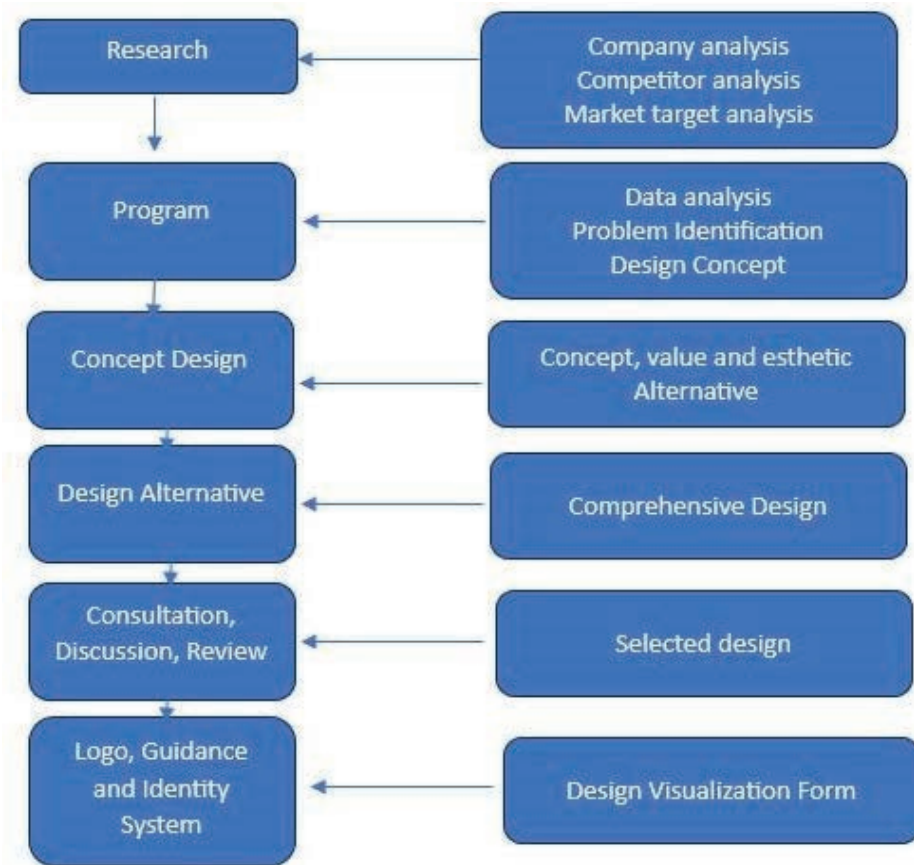 Research
Company analysis
Competitor analysis
Market target analysis
Program
Data analysis
Problem Identification
Design Concept
Concept Design
Concept, value and esthetic
Alternative
Design Alternative
Comprehensive Design
Consultation,
Discussion, Review
Selected design
Logo, Guidance
and Identity
System
Design Visualization Form